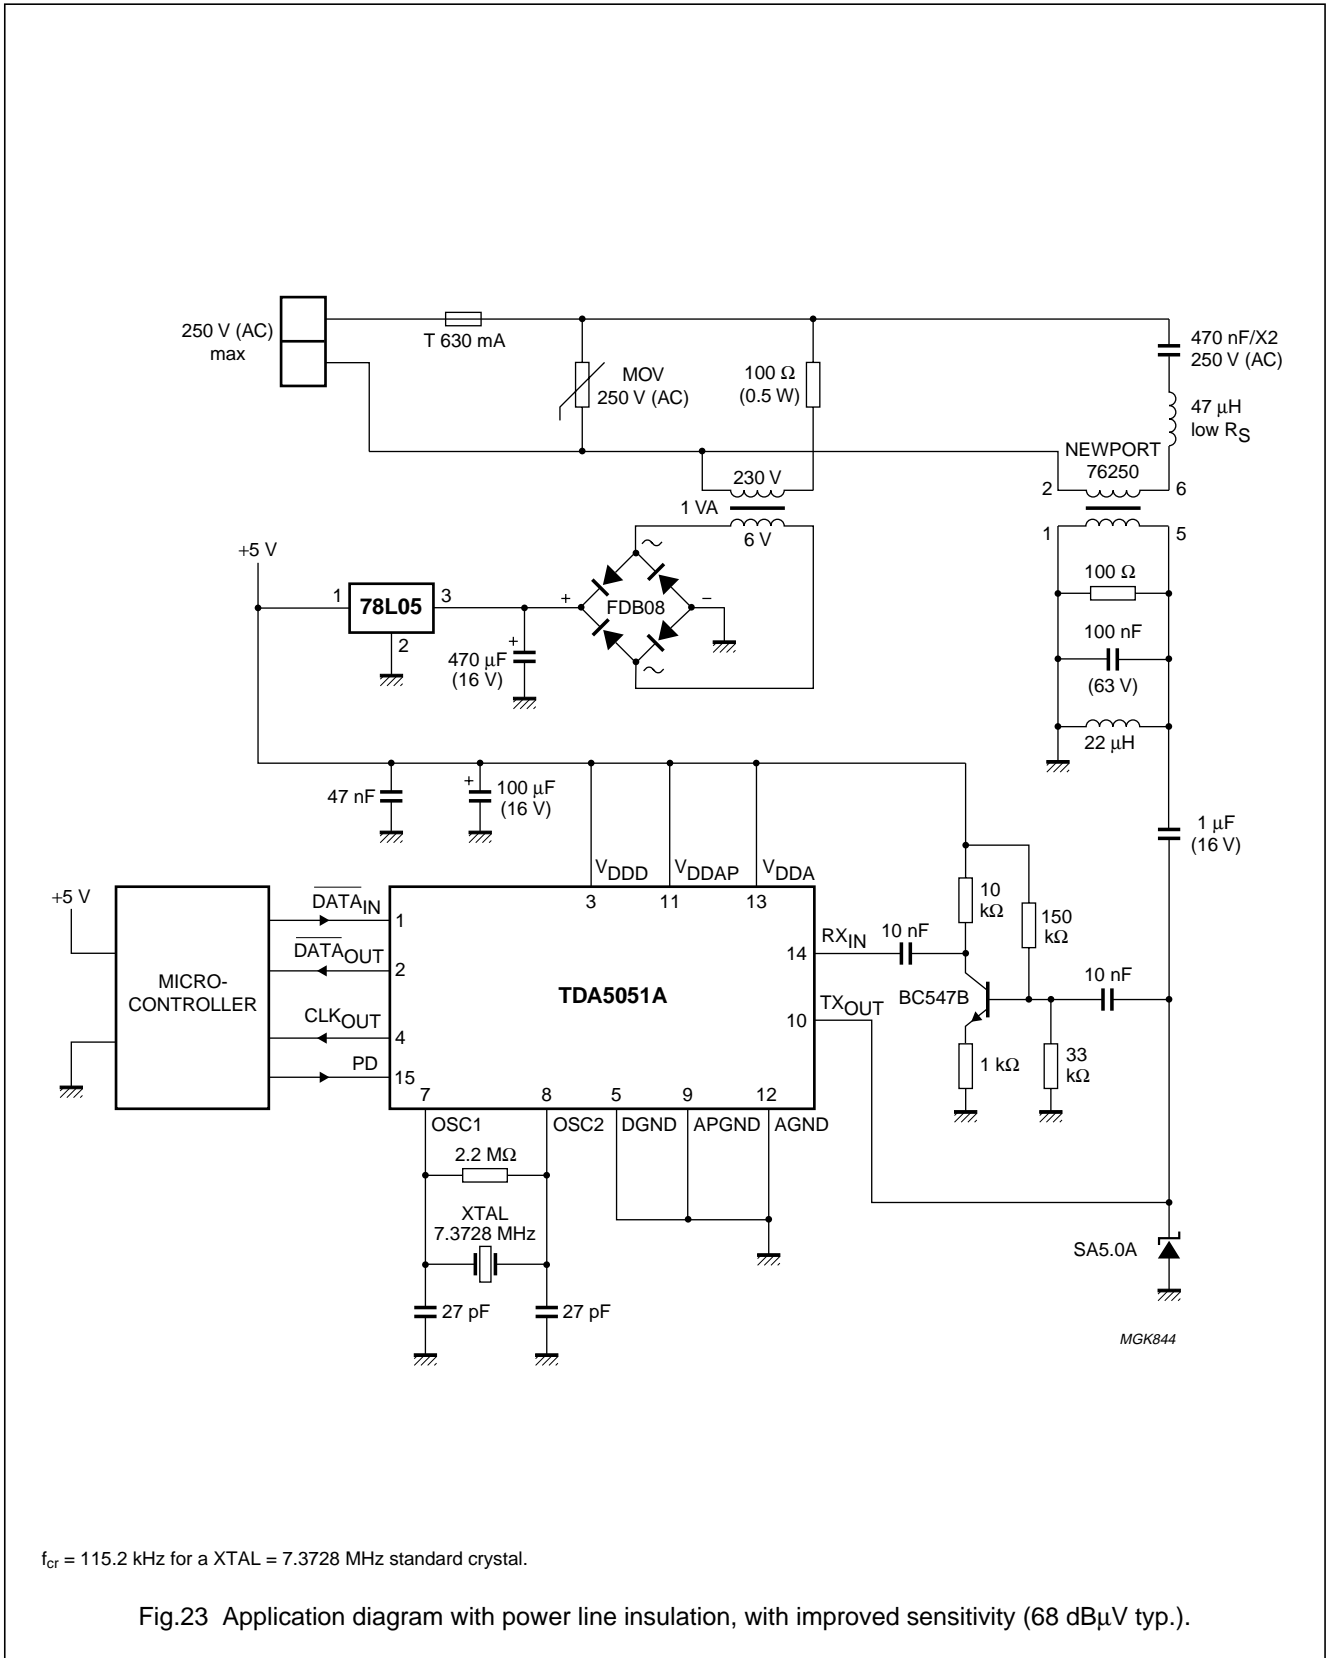 250 V (AC)
max
T 630 mA
MOV
250 V (AC)
100 Ω
(0.5 W)
470 nF/X2
250 V (AC)
47 μH
low RS
NEWPORT
76250
2
6
230 V
1 VA
6 V
1
5
+5 V
1
78L05
3
2
+
FDB08
−
+
470 μF
(16 V)
100 Ω
100 nF
(63 V)
22 μH
47 nF
+
100 μF
(16 V)
1 μF
(16 V)
VDDD
VDDAP
VDDA
3
11
13
10
kΩ
150
kΩ
+5 V
MICRO-
CONTROLLER
DATAIN
1
DATAOUT
2
CLKOUT
4
PD
15
TDA5051A
RXIN
14
10 nF
TXOUT
10
BC547B
10 nF
1 kΩ
33
kΩ
7
8
5
9
12
OSC1
OSC2
DGND
APGND
AGND
2.2 MΩ
XTAL
7.3728 MHz
27 pF
27 pF
SA5.0A
MGK844
fcr = 115.2 kHz for a XTAL = 7.3728 MHz standard crystal.
Fig.23 Application diagram with power line insulation, with improved sensitivity (68 dBμV typ.).